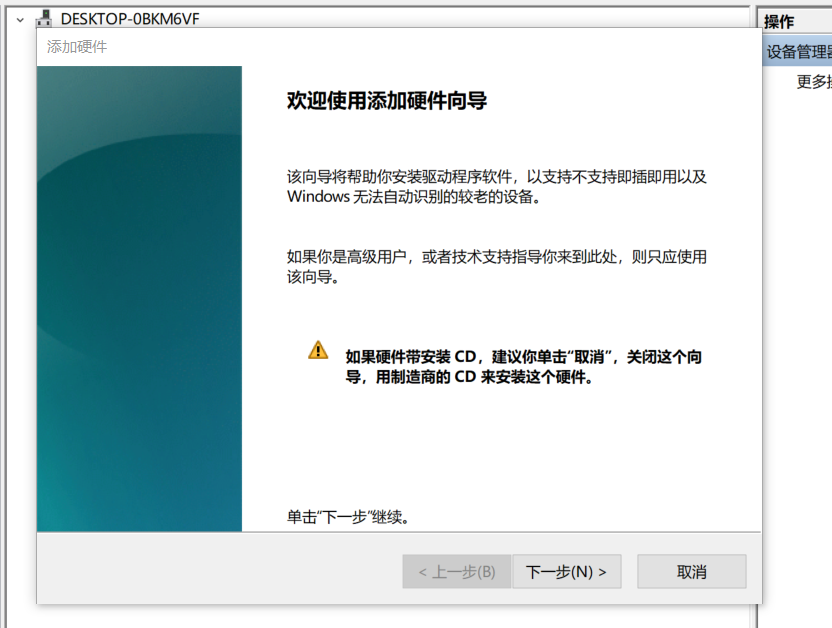 DESKTOP-0BKM6VF
添加硬件
欢迎使用添加硬件向导
该向导将帮助你安装驱动程序软件，以支持不支持即插即用以及
Windows 无法自动识别的较老的设备。
如果你是高级用户，或者技术支持指导你来到此处，则只应使用
该向导。
如果硬件带安装 CD，建议你单击“取消”，关闭这个向
导，用制造商的 CD 来安装这个硬件。
单击“下一步”继续。
< 上一步(B)
下一步(N) >
取消
操作
设备管理器
更多